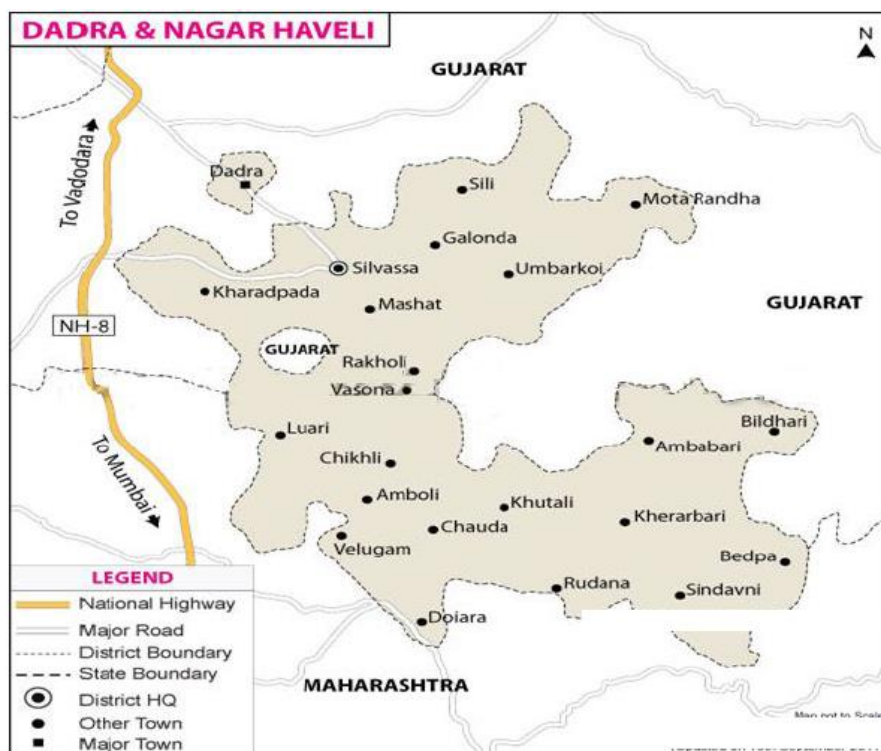 DADRA & NAGAR HAVELI
N
GUJARAT
To Vadodara
Dadra
Sili
Mota Randha
Galonda
Silvassa
Umbarkoi
Kharadpada
Mashat
GUJARAT
NH-8
GUJARAT
Rakholi
Vasona
Luari
Bildhari
Ambabari
Chikhli
To Mumbai
Amboli
Khutali
Chauda
Kherarbari
Velugam
Bedpa
Rudana
Sindavni
Doiara
MAHARASHTRA
LEGEND
National Highway
Major Road
District Boundary
State Boundary
District HQ
Other Town
Major Town
Map not to Scale